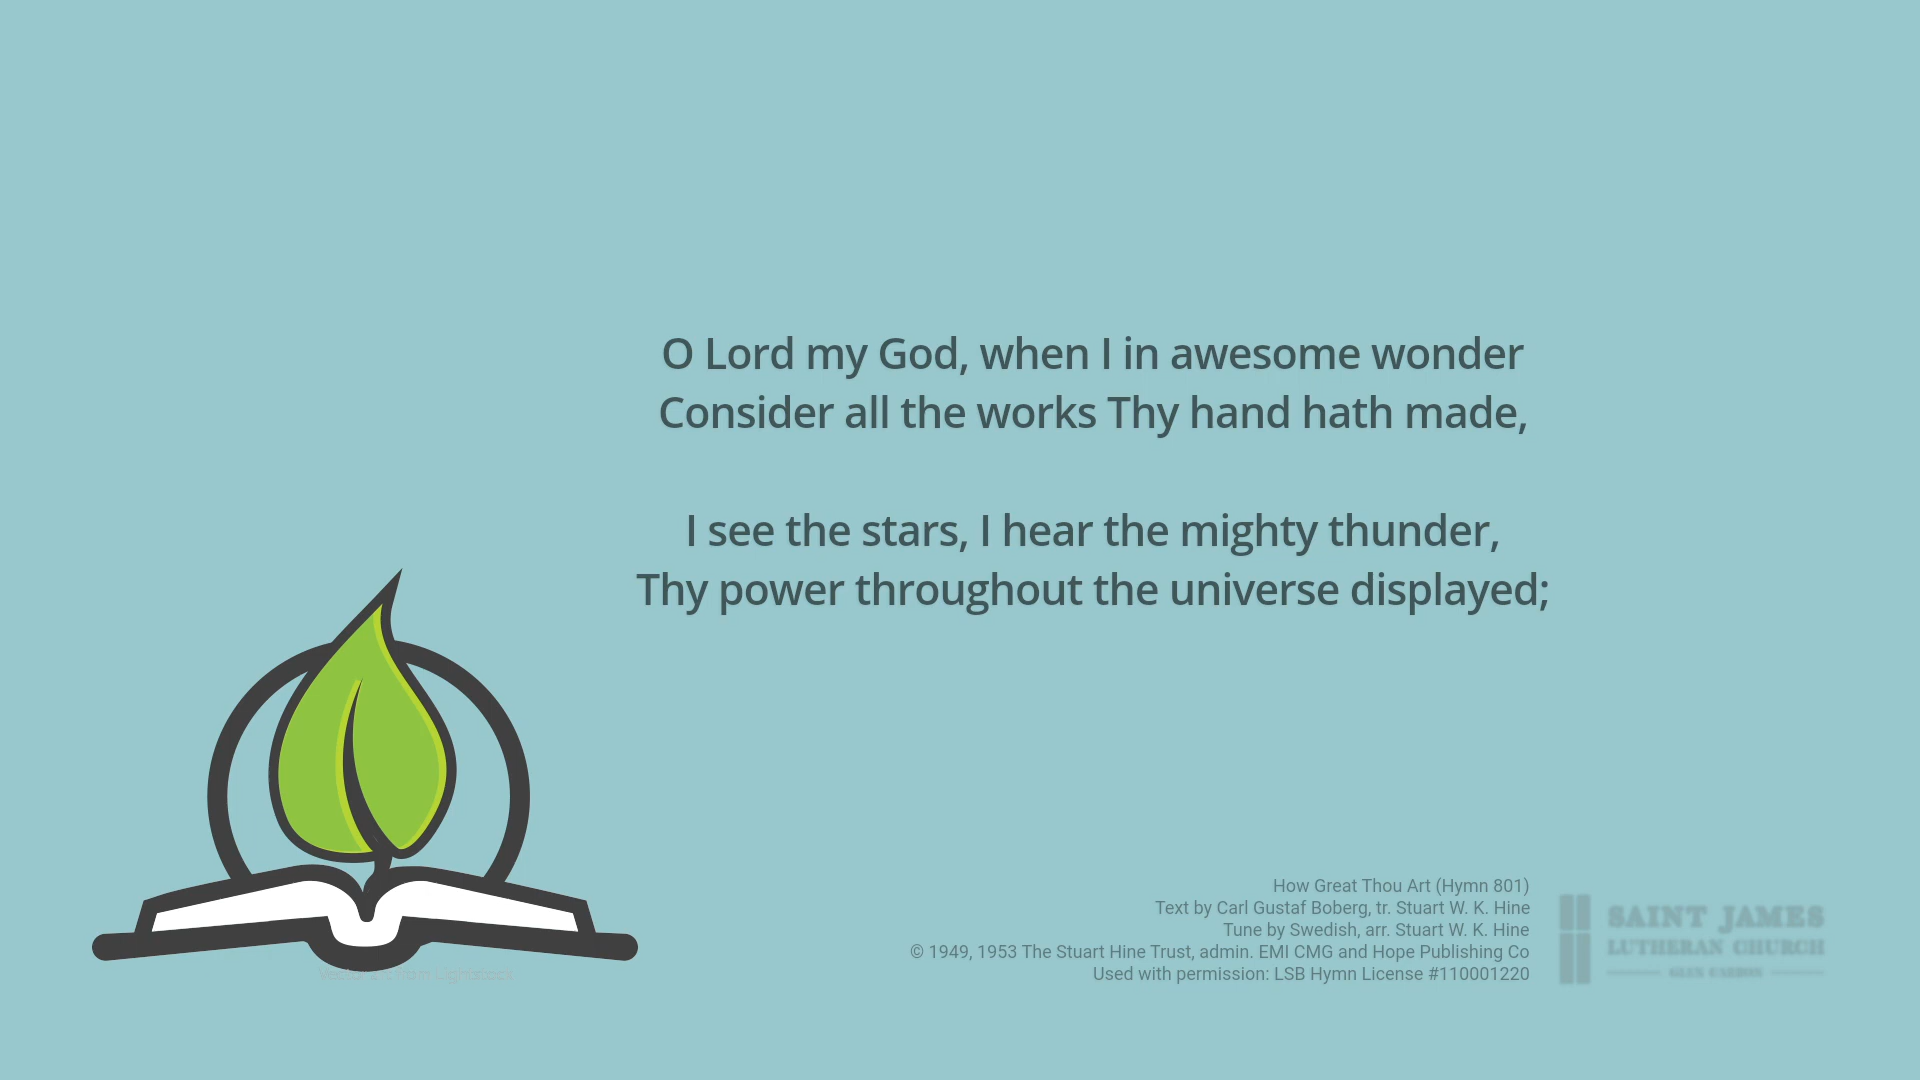 O Lord my God, when I in awesome wonder
Consider all the works Thy hand hath made,
I see the stars, I hear the mighty thunder,
Thy power throughout the universe displayed;
How Great Thou Art (Hymn 801)
Text by Carl Gustaf Boberg, tr. Stuart W. K. Hine
Tune by Swedish, arr. Stuart W. K. Hine
© 1949, 1953 The Stuart Hine Trust, admin. EMI CMG and Hope Publishing Co
Used with permission: LSB Hymn License #110001220
SAINT JAMES
LUTHERAN CHURCH
GLEN CARBON